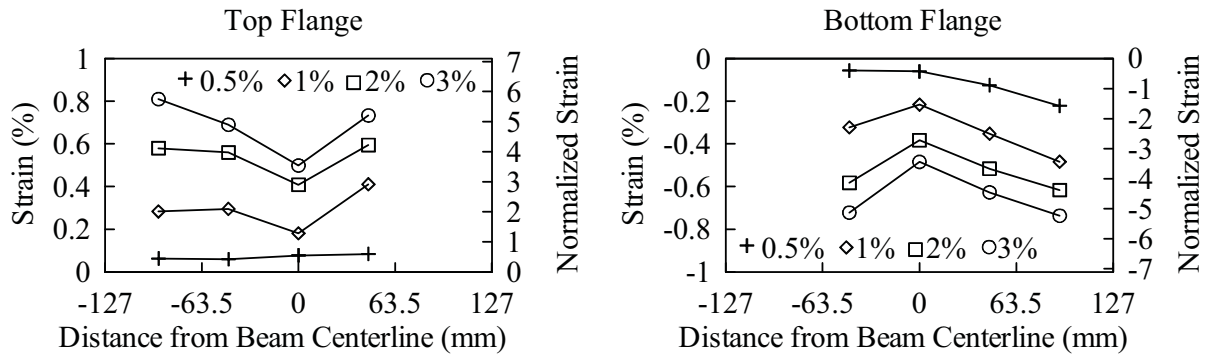 Top Flange
Strain (%)
1
0.8
0.6
0.4
0.2
0
0.5% 1% 2% 3%
7
6
5
4
3
2
1
0
Normalized Strain
-127 -63.5 0 63.5 127
Distance from Beam Centerline (mm)
Bottom Flange
Strain (%)
0
-0.2
-0.4
-0.6
-0.8
-1
0.5% 1% 2% 3%
0
-1
-2
-3
-4
-5
-6
-7
Normalized Strain
-127 -63.5 0 63.5 127
Distance from Beam Centerline (mm)